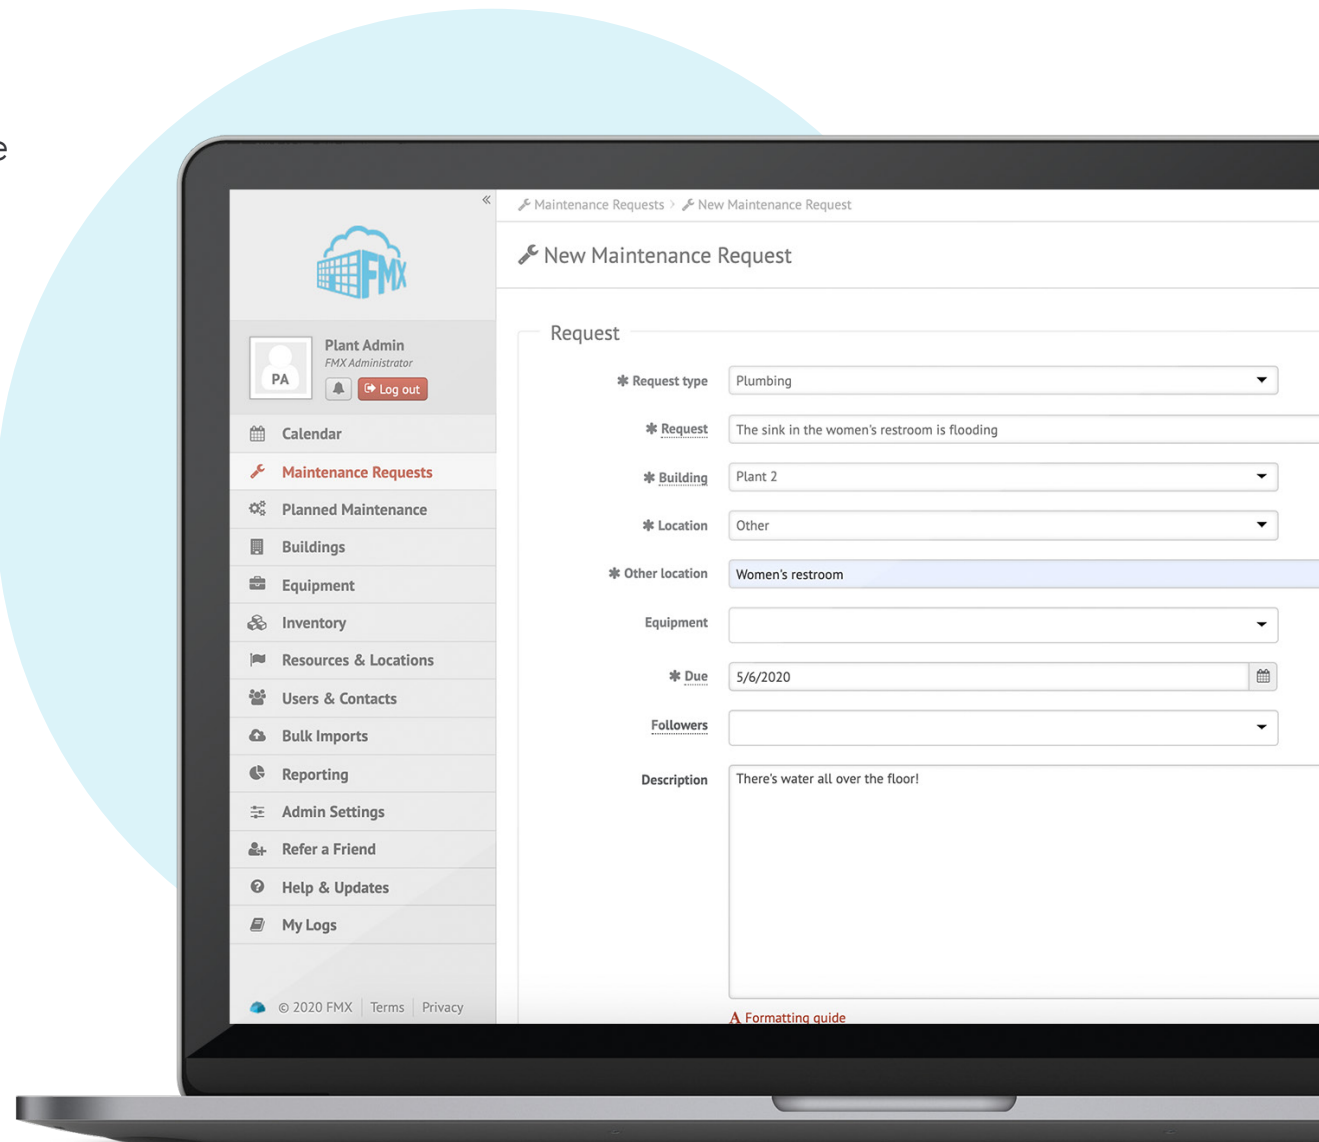 e
«
Maintenance Requests > New Maintenance Request
FMX
New Maintenance Request
Plant Admin
FMX Administrator
PA
Log out
Calendar
Maintenance Requests
Planned Maintenance
Buildings
Equipment
Inventory
Resources & Locations
Users & Contacts
Bulk Imports
Reporting
Admin Settings
Refer a Friend
Help & Updates
My Logs
© 2020 FMX | Terms | Privacy
Request
✱ Request type Plumbing
✱ Request The sink in the women's restroom is flooding
✱ Building Plant 2
✱ Location Other
✱ Other location Women's restroom
Equipment
✱ Due 5/6/2020
Followers
Description There's water all over the floor!
A Formatting guide